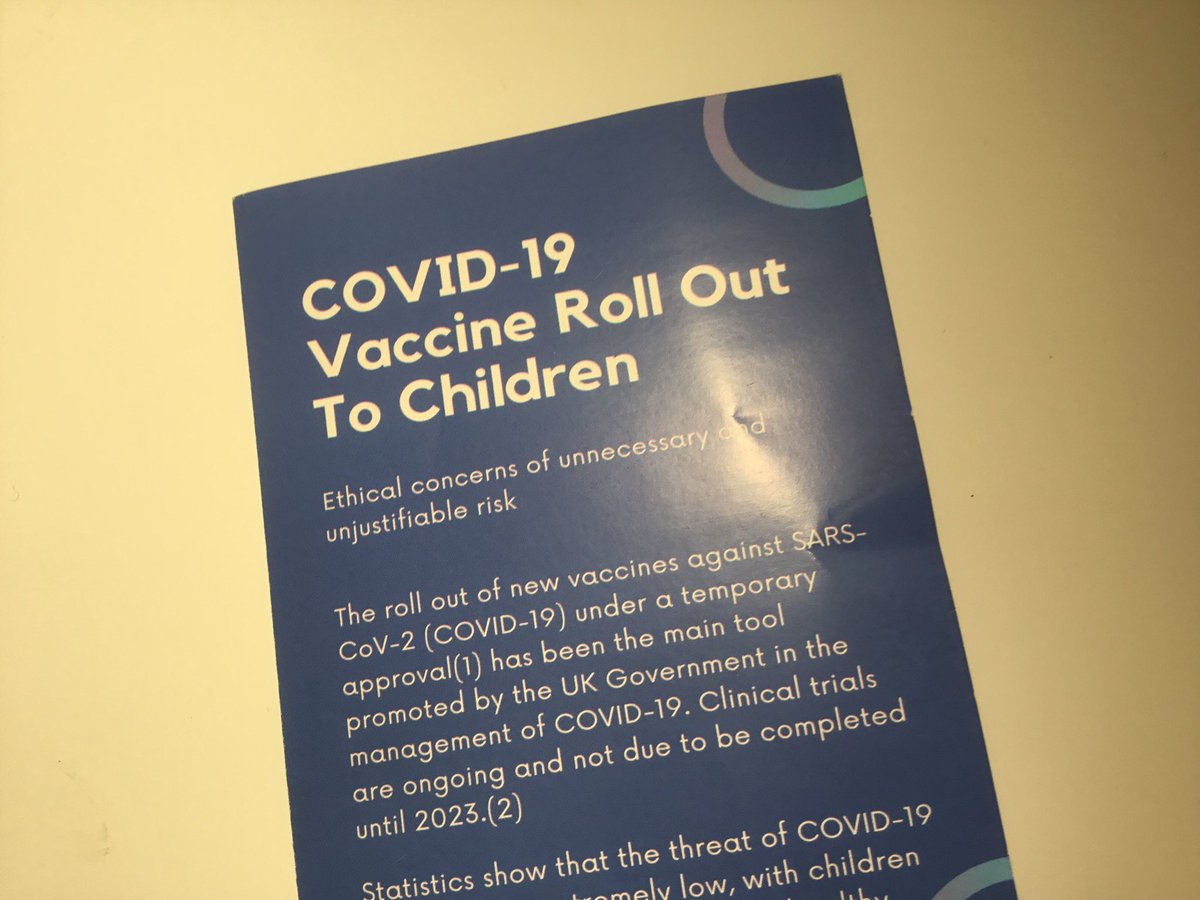 COVID-19
Vaccine Roll Out
To Children
Ethical concerns of unnecessary and
unjustifiable risk
The roll out of new vaccines against SARS-
CoV-2 (COVID-19) under a temporary
approval(1) has been the main tool
promoted by the UK Government in the
management of COVID-19. Clinical trials
are ongoing and not due to be completed
until 2023.(2)
Statistics show that the threat of COVID-19
low, with children